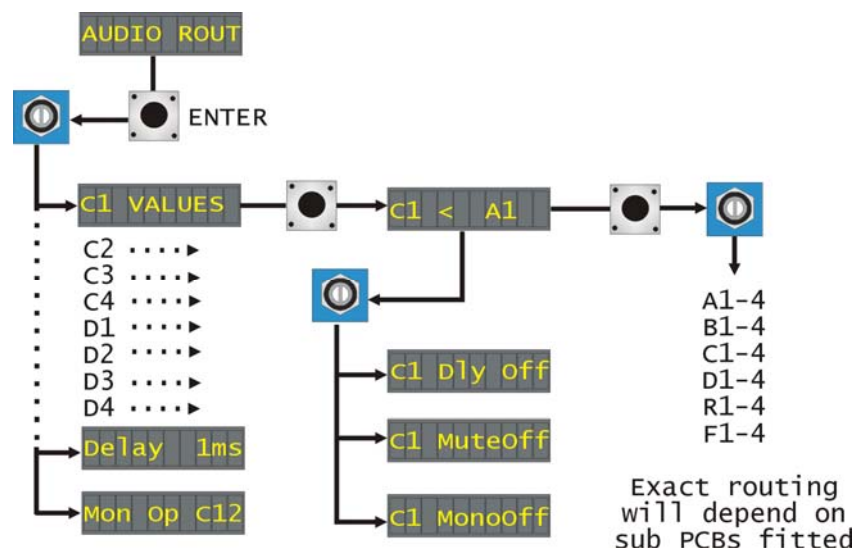 AUDIO ROUT
ENTER
C1 VALUES
C1 < A1
C2
C3
C4
D1
D2
D3
D4
Delay 1ms
Mon Op C12
C1 Dly Off
C1 MuteOff
C1 MonoOff
A1-4
B1-4
C1-4
D1-4
R1-4
F1-4
Exact routing
will depend on
sub PCBs fitted